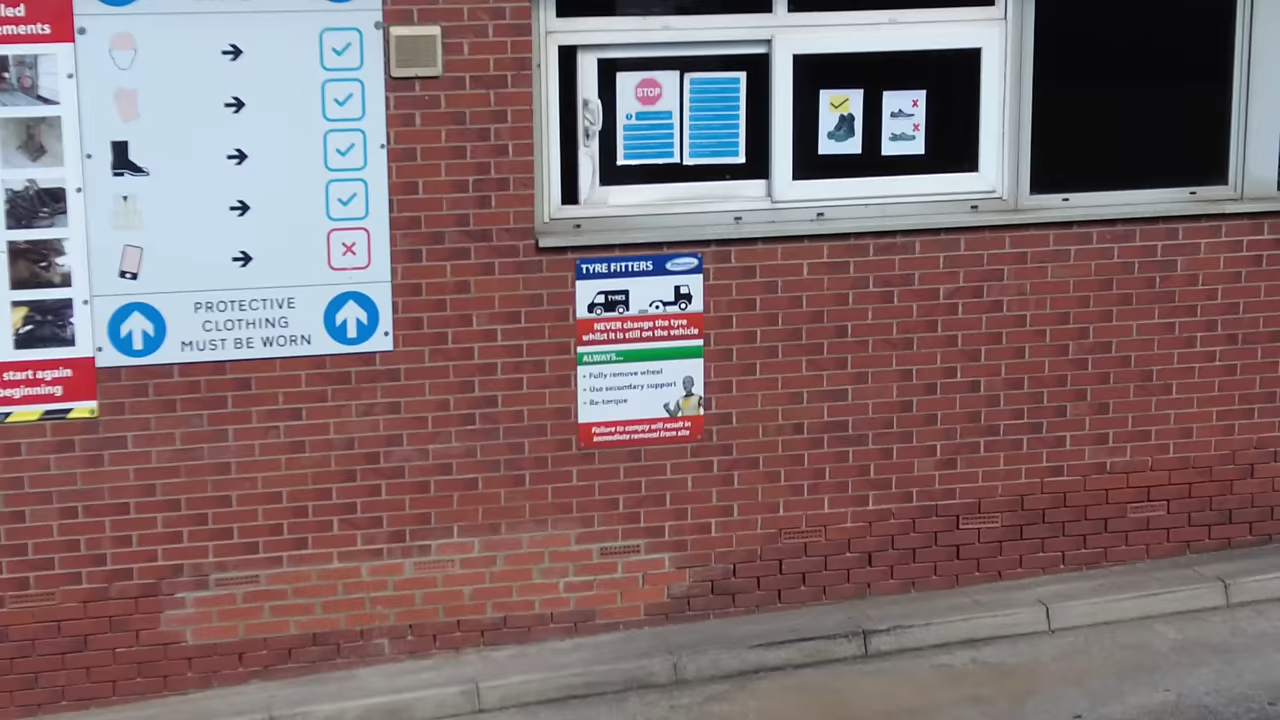 led
ements
start again
beginning
PROTECTIVE
CLOTHING
MUST BE WORN
STOP
TYRE FITTERS
TYRES
NEVER change the tyre
whilst it is still on the vehicle
ALWAYS...
• Fully remove wheel
• Use secondary support
• Re-torque
Failure to comply will result in
immediate removal from site